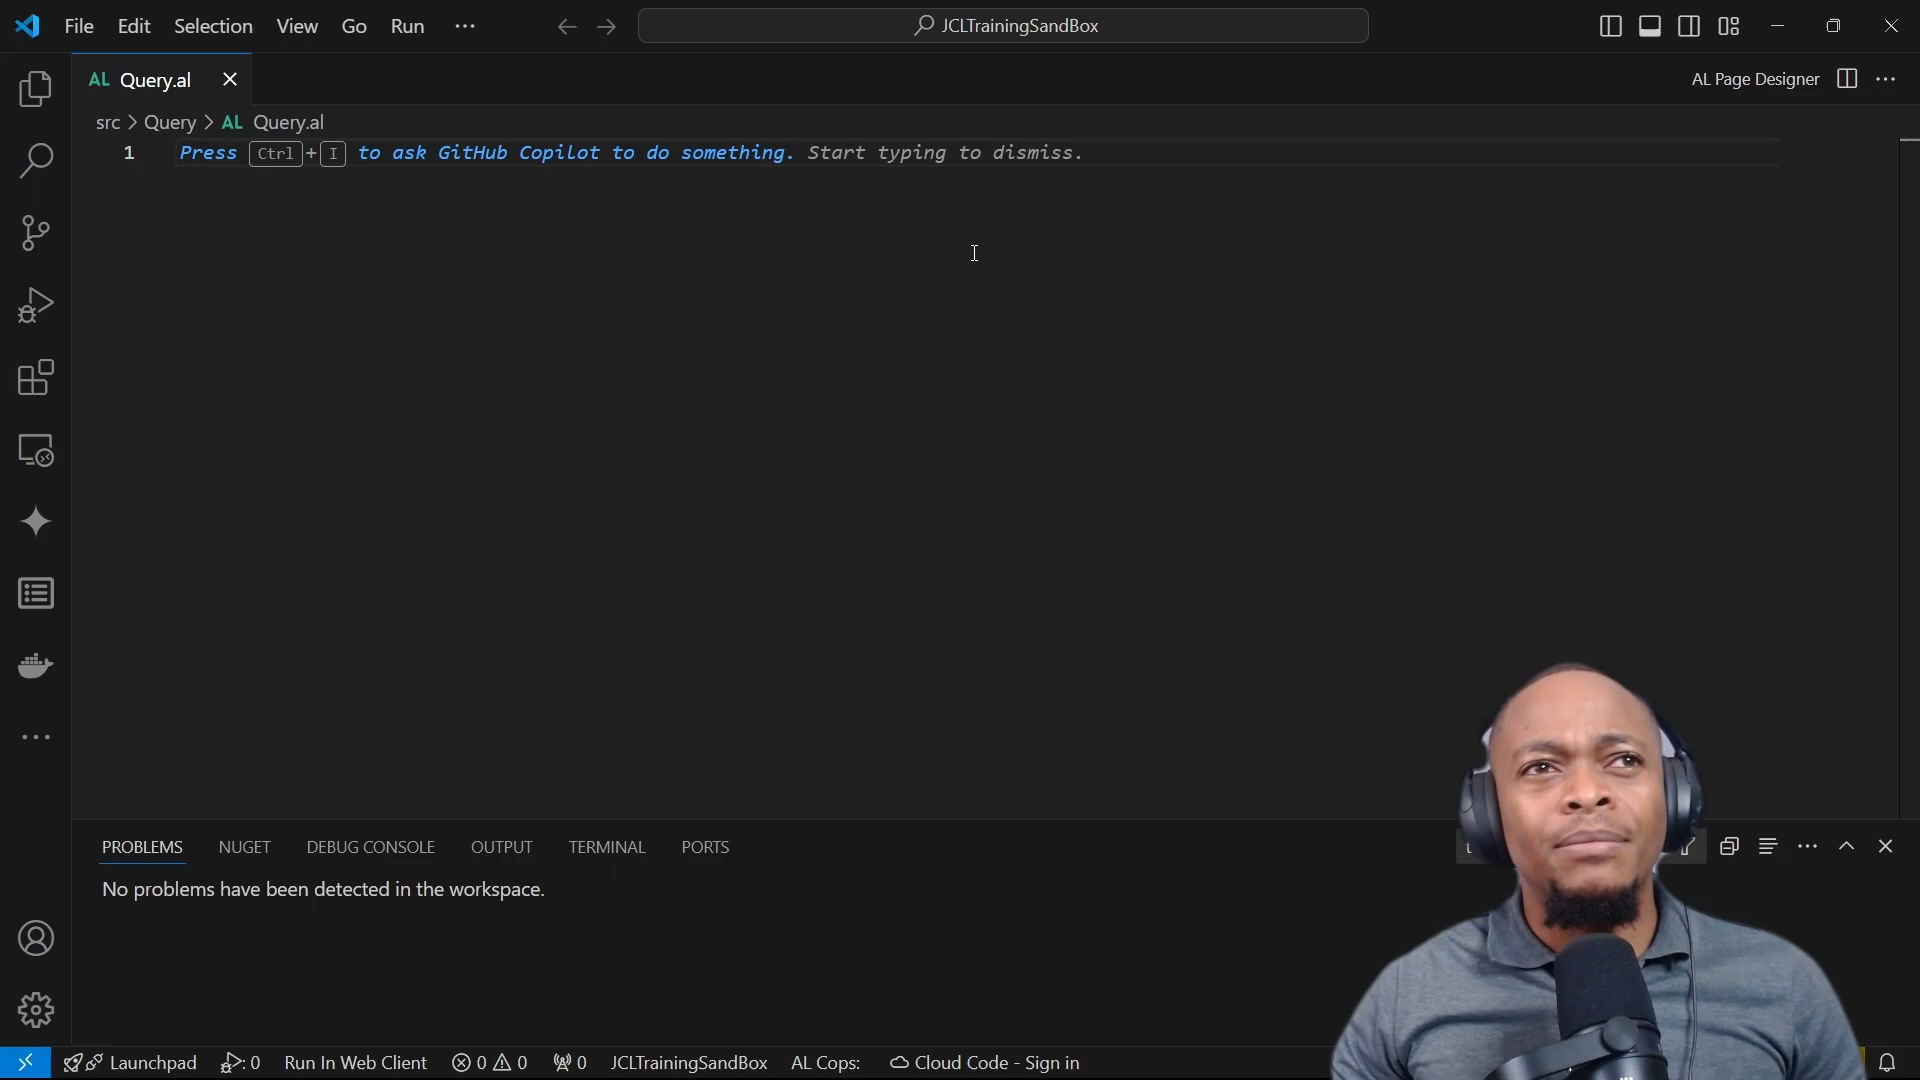 File Edit Selection View Go Run ···
JCLTrainingSandBox
AL Query.al
AL Page Designer
src > Query > AL Query.al
1 Press Ctrl + I to ask GitHub Copilot to do something. Start typing to dismiss.
PROBLEMS NUGET DEBUG CONSOLE OUTPUT TERMINAL PORTS
No problems have been detected in the workspace.
Launchpad 0 Run In Web Client 0 0 0 JCLTrainingSandBox AL Cops: Cloud Code - Sign in